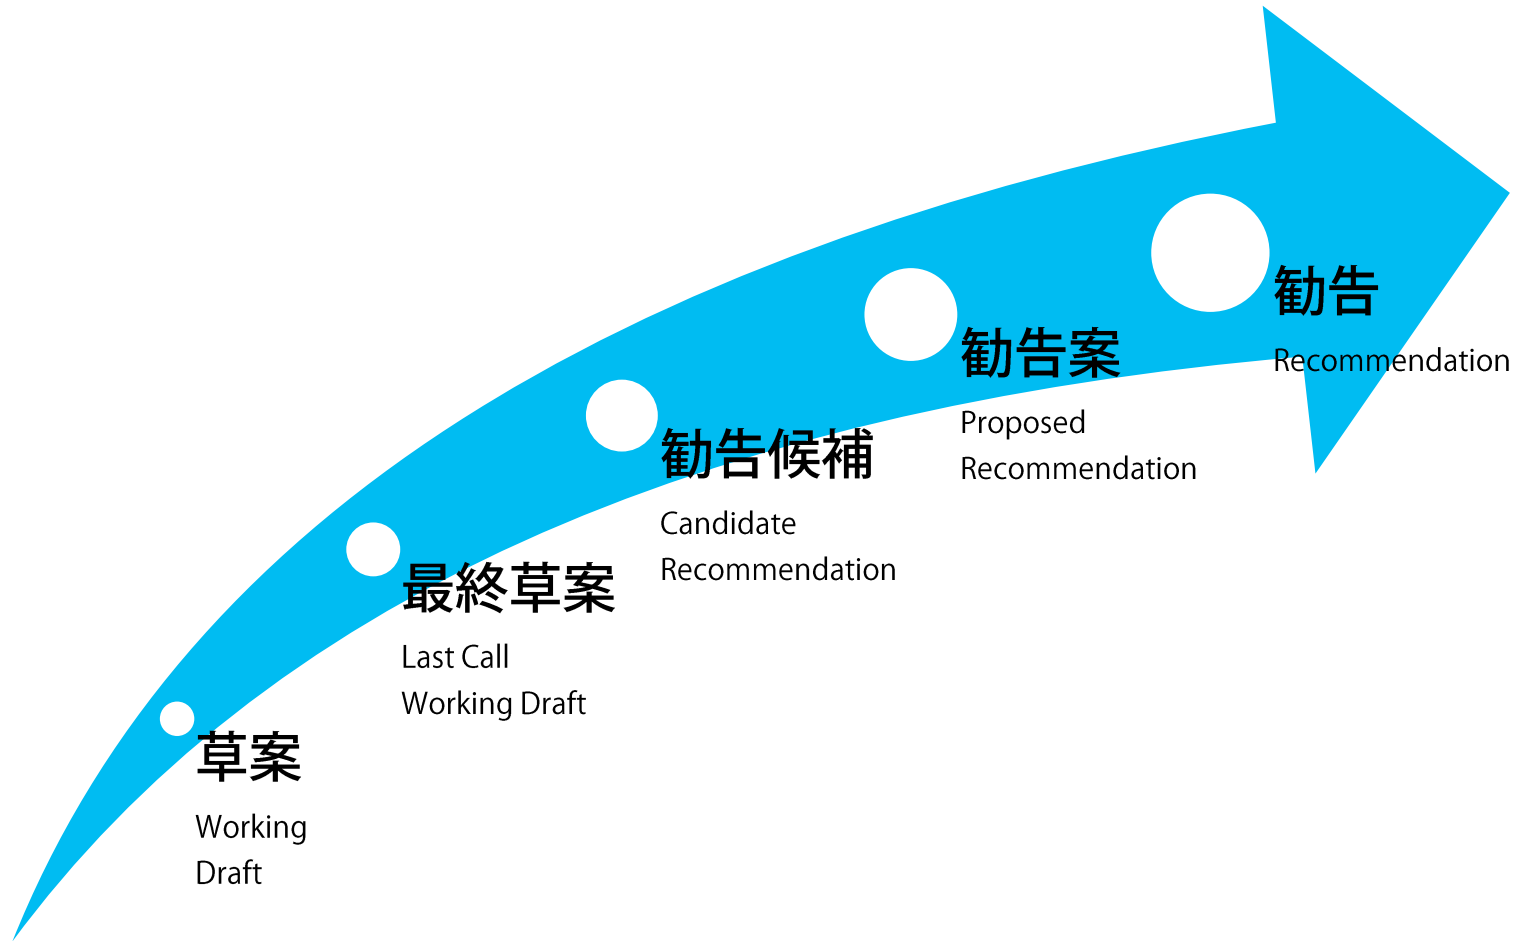 草案
Working
Draft
最終草案
Last Call
Working Draft
勧告候補
Candidate
Recommendation
勧告案
Proposed
Recommendation
勧告
Recommendation